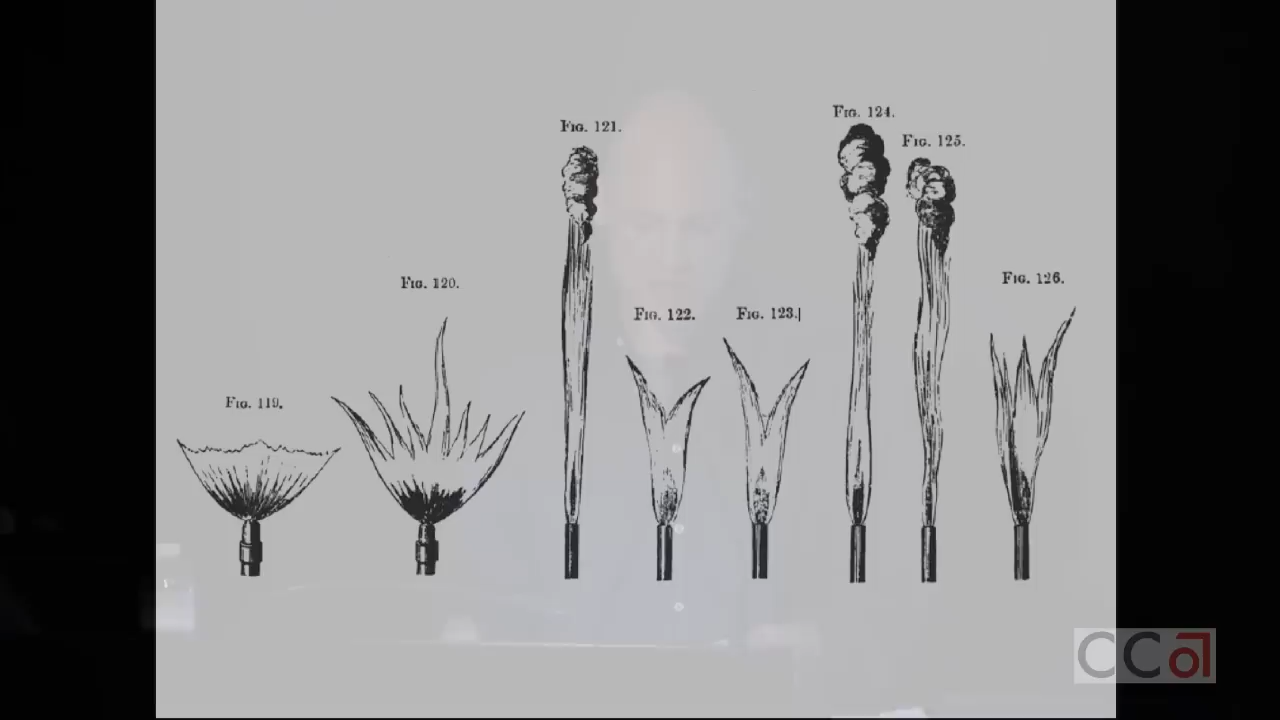 FIG. 119.
FIG. 120.
FIG. 121.
FIG. 122.
FIG. 123.
FIG. 124.
FIG. 125.
FIG. 126.
CCA